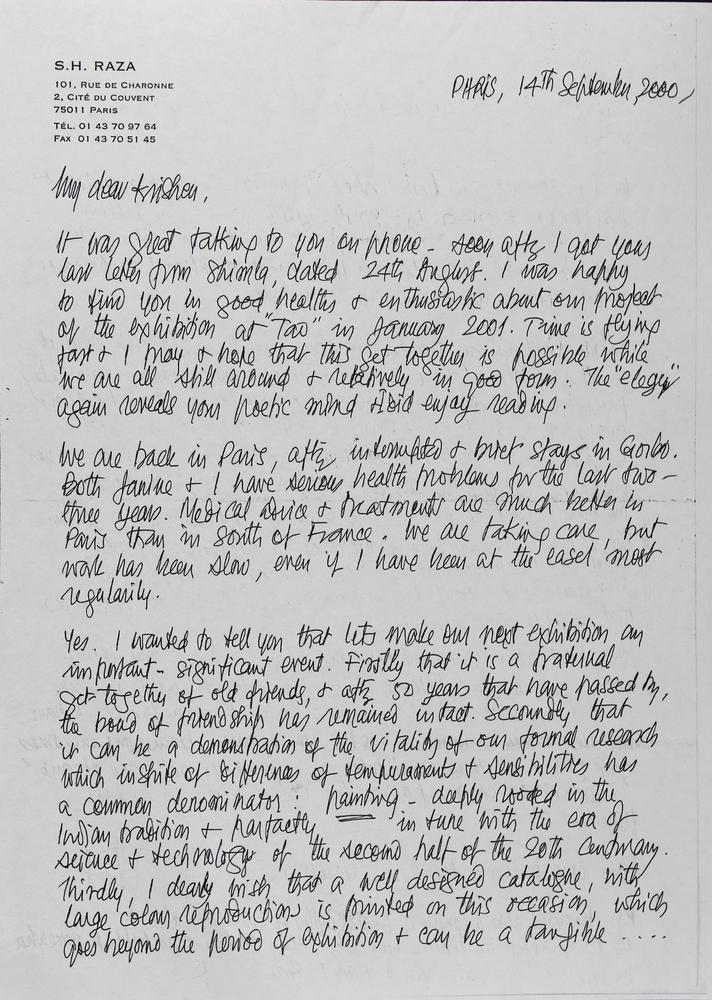 S.H. RAZA
101, RUE DE CHARONNE
2, CITÉ DU COUVENT
75011 PARIS
TÉL. 01 43 70 97 64
FAX 01 43 70 51 45
PARIS, 14th September, 2000,
My dear Krishen,
It was great talking to you on phone - soon after I got your
last letter from Shimla, dated 24th August. I was happy
to find you in good health & enthusiastic about our project
of the exhibition at "Tao" in January 2001. Time is flying
fast & I pray & hope that this get together is possible while
we are all still around & relatively in good form. The "elegy"
again reveals your poetic mind & did enjoy reading.
We are back in Paris, after interrupted & brief stays in Gorbio.
Both Janine & I have serious health problems for the last two-
three years. Medical advice & treatments are much better in
Paris than in South of France. We are taking care, but
work has been slow, even if I have been at the easel most
regularly.
Yes. I wanted to tell you that lets make our next exhibition an
important - significant event. Firstly that it is a fraternal
get-together of old friends, & after 50 years that have passed by,
the bond of friendship has remained intact. Secondly that
it can be a demonstration of the vitality of our formal research
which inspite of differences of temperaments & sensibilities has
a common denominator : painting - deeply rooted in the
Indian tradition & in tune with the era of
science & technology of the second half of the 20th centuary.
Thirdly, I dearly wish that a well designed catalogue, with
large colour reproductions is printed on this occasion, which
goes beyond the period of exhibition & can be a tangible ....